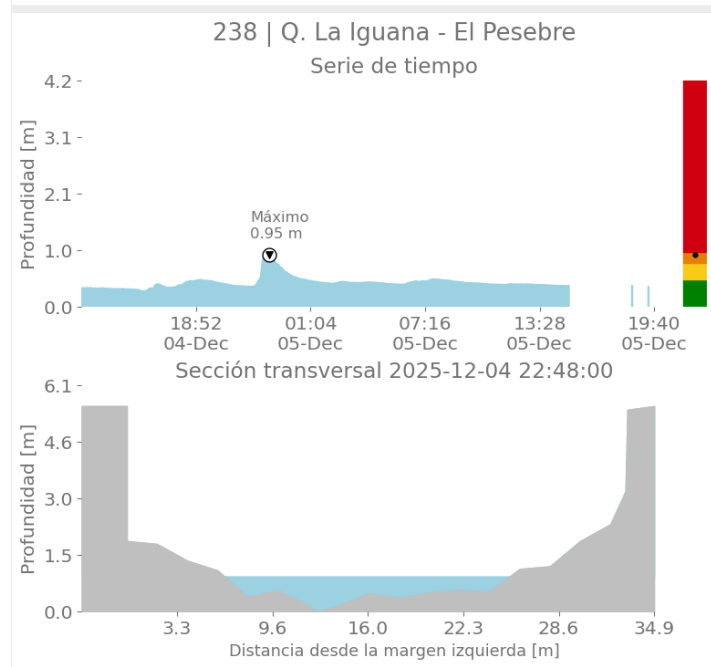 238 | Q. La Iguana - El Pesebre
Serie de tiempo
Profundidad [m]
4.2
3.1
2.1
1.0
0.0
Máximo
0.95 m
18:52
04-Dec
01:04
05-Dec
07:16
05-Dec
13:28
05-Dec
19:40
05-Dec
Sección transversal 2025-12-04 22:48:00
Profundidad [m]
6.1
4.6
3.0
1.5
0.0
3.3
9.6
16.0
22.3
28.6
34.9
Distancia desde la margen izquierda [m]